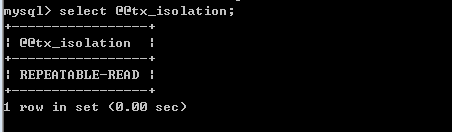 mysql> select @@tx_isolation;
+-----------------+
| @@tx_isolation  |
+-----------------+
| REPEATABLE-READ |
+-----------------+
1 row in set (0.00 sec)